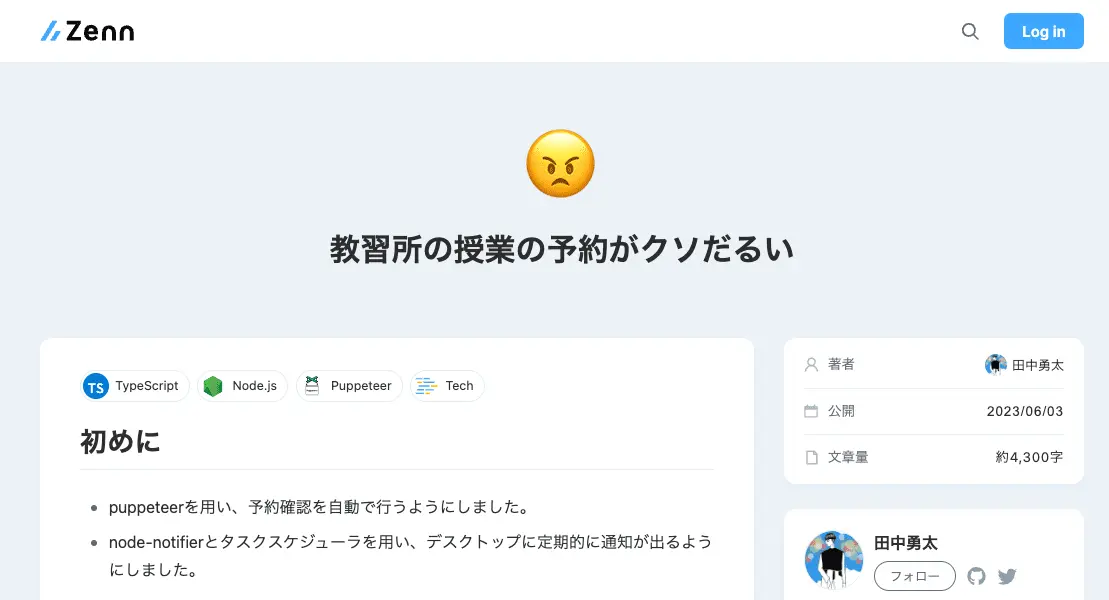 Zenn
Log in
教習所の授業の予約がクソだるい
TS TypeScript Node.js Puppeteer Tech
初めに
puppeteerを用い、予約確認を自動で行うようにしました。
node-notifierとタスクスケジューラを用い、デスクトップに定期的に通知が出るよう
にしました。
著者 田中勇太
公開 2023/06/03
文章量 約4,300字
田中勇太
フォロー